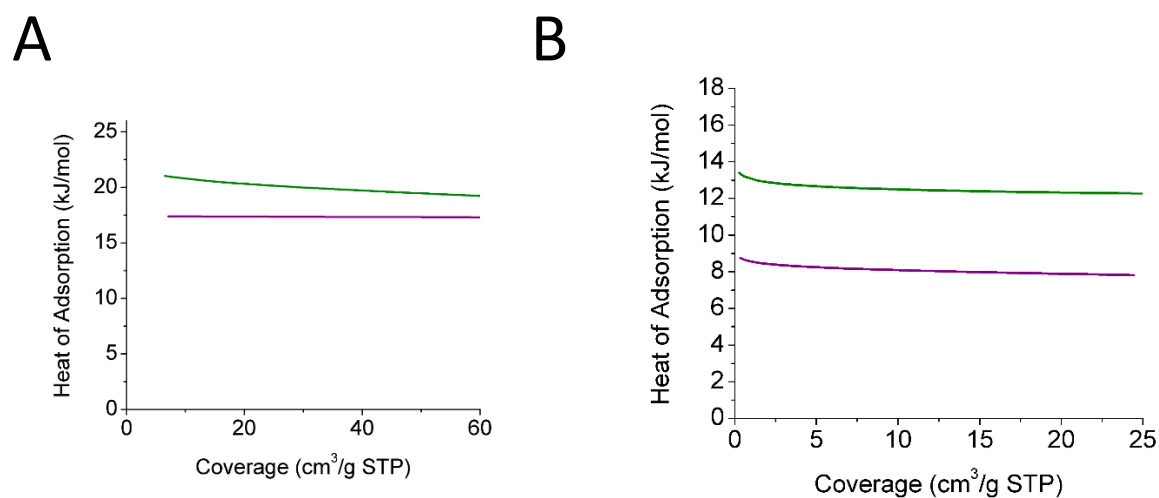 A
Heat of Adsorption (kJ/mol)
25
20
15
10
5
0
0 20 40 60
Coverage (cm³/g STP)
B
Heat of Adsorption (kJ/mol)
18
16
14
12
10
8
6
4
2
0
0 5 10 15 20 25
Coverage (cm³/g STP)